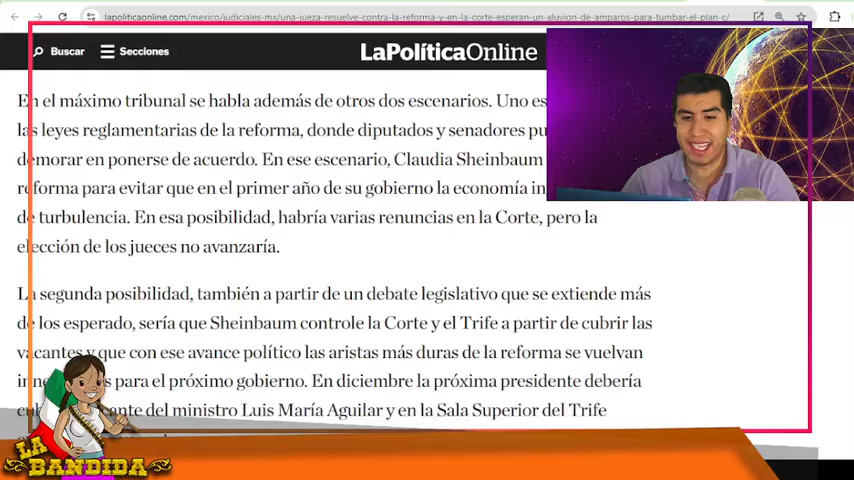 lapoliticaonline.com/mexico/judiciales-mx/una-jueza-resuelve-contra-la-reforma-y-en-la-corte-esperan-un-aluvion-de-amparos-para-tumbar-el-plan-c/
Buscar
Secciones
LaPolíticaOnline
En el máximo tribunal se habla además de otros dos escenarios. Uno es
las leyes reglamentarias de la reforma, donde diputados y senadores
demorar en ponerse de acuerdo. En ese escenario, Claudia Sheinbaum
reforma para evitar que en el primer año de su gobierno la economía
de turbulencia. En esa posibilidad, habría varias renuncias en la Corte, pero la
elección de los jueces no avanzaría.
La segunda posibilidad, también a partir de un debate legislativo que se extiende más
de los esperado, sería que Sheinbaum controle la Corte y el Trife a partir de cubrir las
vacantes y que con ese avance político las aristas más duras de la reforma se vuelvan
para el próximo gobierno. En diciembre la próxima presidente debería
del ministro Luis María Aguilar y en la Sala Superior del Trife
LA
BANDIDA